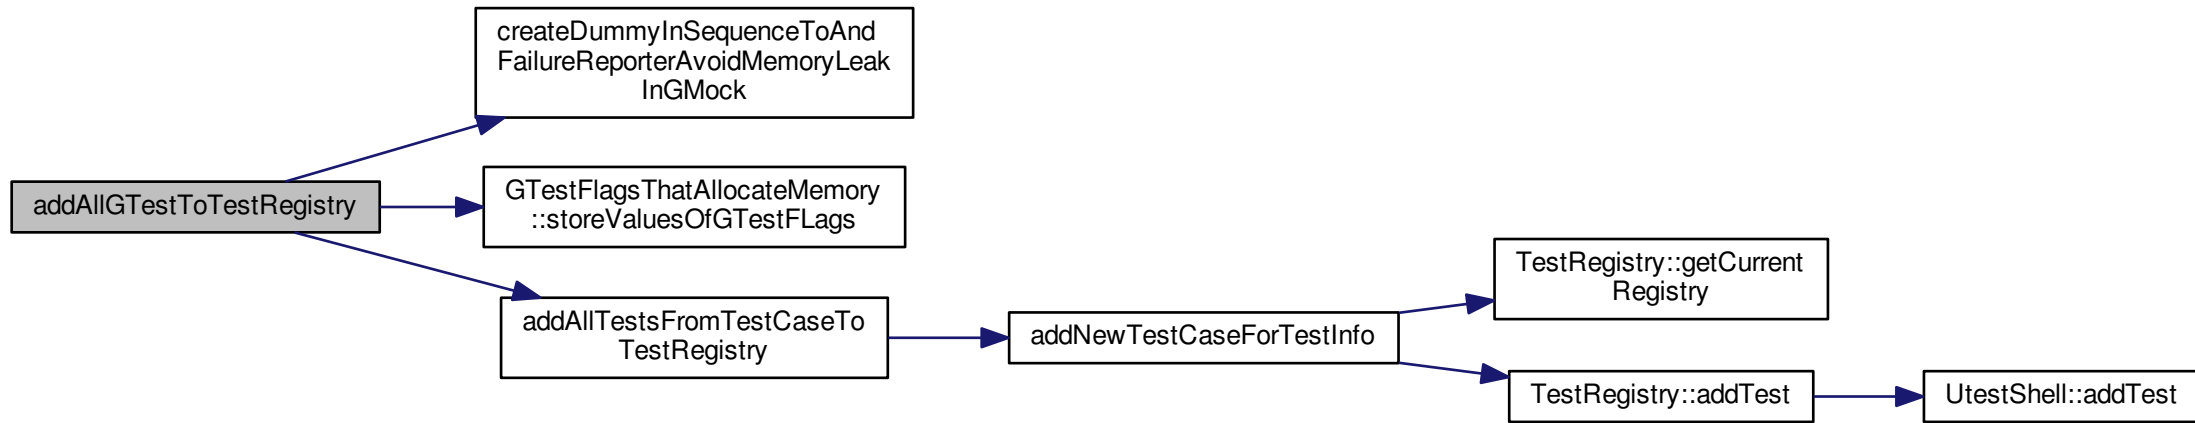 createDummyInSequenceToAnd
FailureReporterAvoidMemoryLeak
InGMock
addAllGTestToTestRegistry
GTestFlagsThatAllocateMemory
::storeValuesOfGTestFLags
addAllTestsFromTestCaseTo
TestRegistry
addNewTestCaseForTestInfo
TestRegistry::getCurrent
Registry
TestRegistry::addTest
UtestShell::addTest